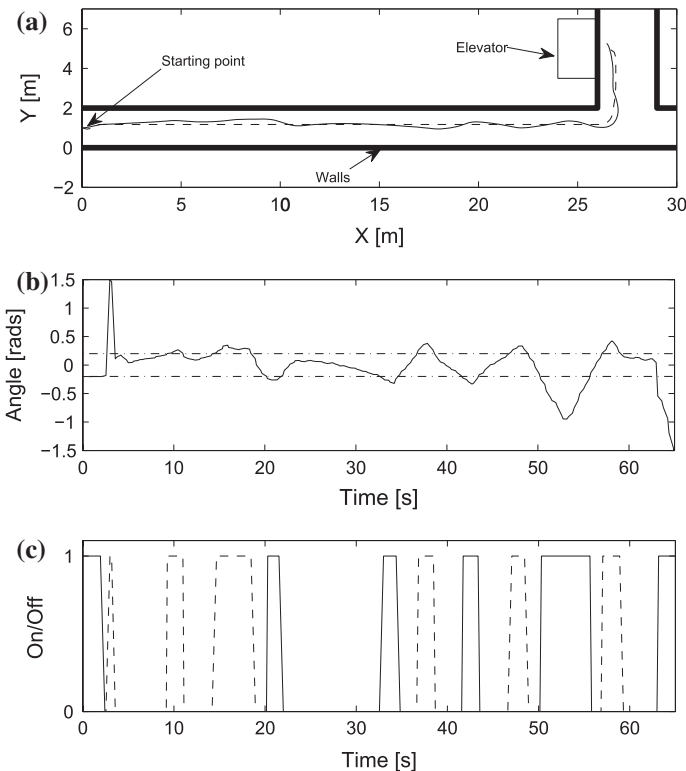 (a)
6
4
2
0
−2
Y [m]
Elevator
Starting point
Walls
0 5 10 15 20 25 30
X [m]
(b)
1.5
1
0.5
0
−0.5
−1
−1.5
Angle [rads]
0 10 20 30 40 50 60
Time [s]
(c)
1
0
On/Off
0 10 20 30 40 50 60
Time [s]